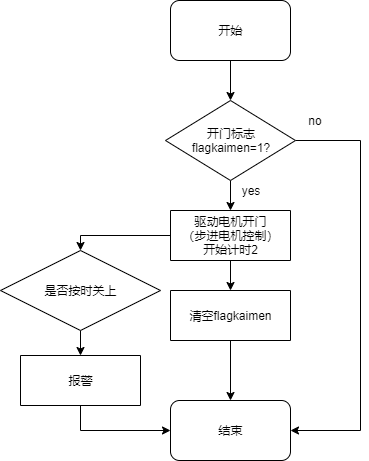 开始
开门标志
flagkaimen=1?
no
yes
驱动电机开门
（步进电机控制）
开始计时2
是否按时关上
清空flagkaimen
报警
结束